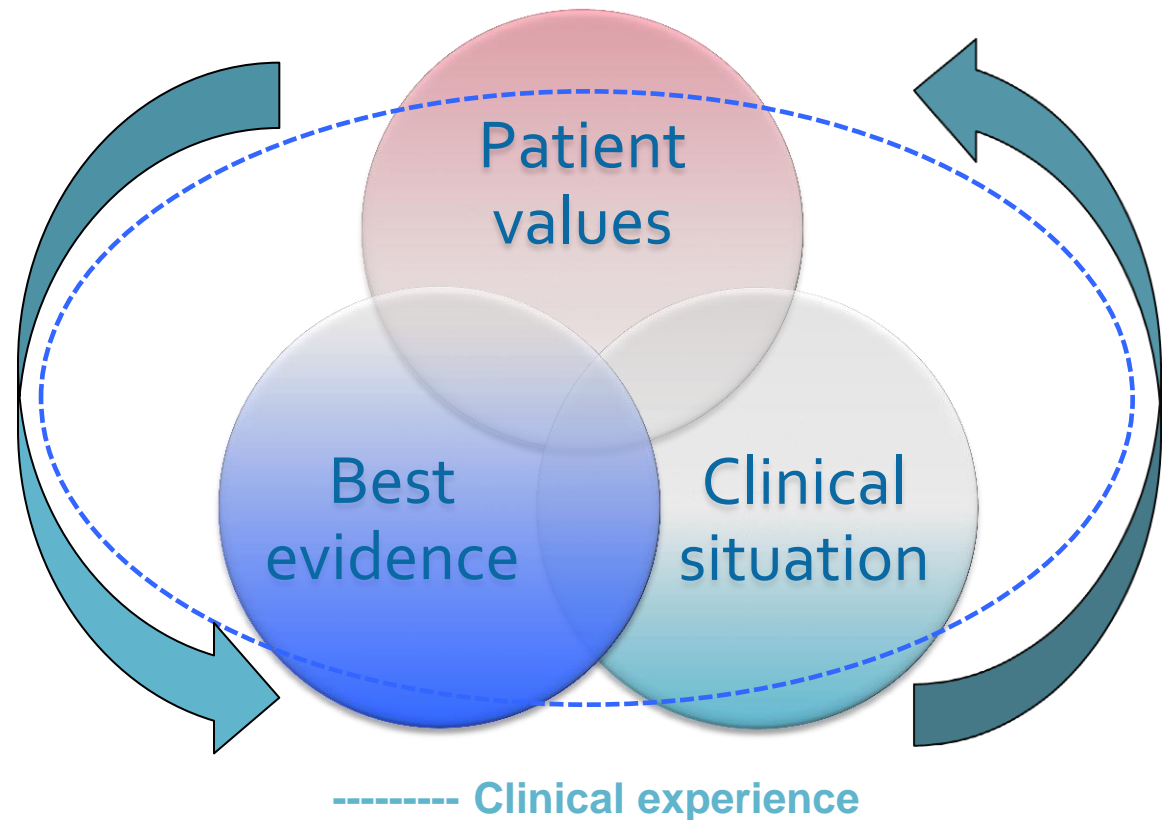 Patient
values
Best
evidence
Clinical
situation
--------- Clinical experience